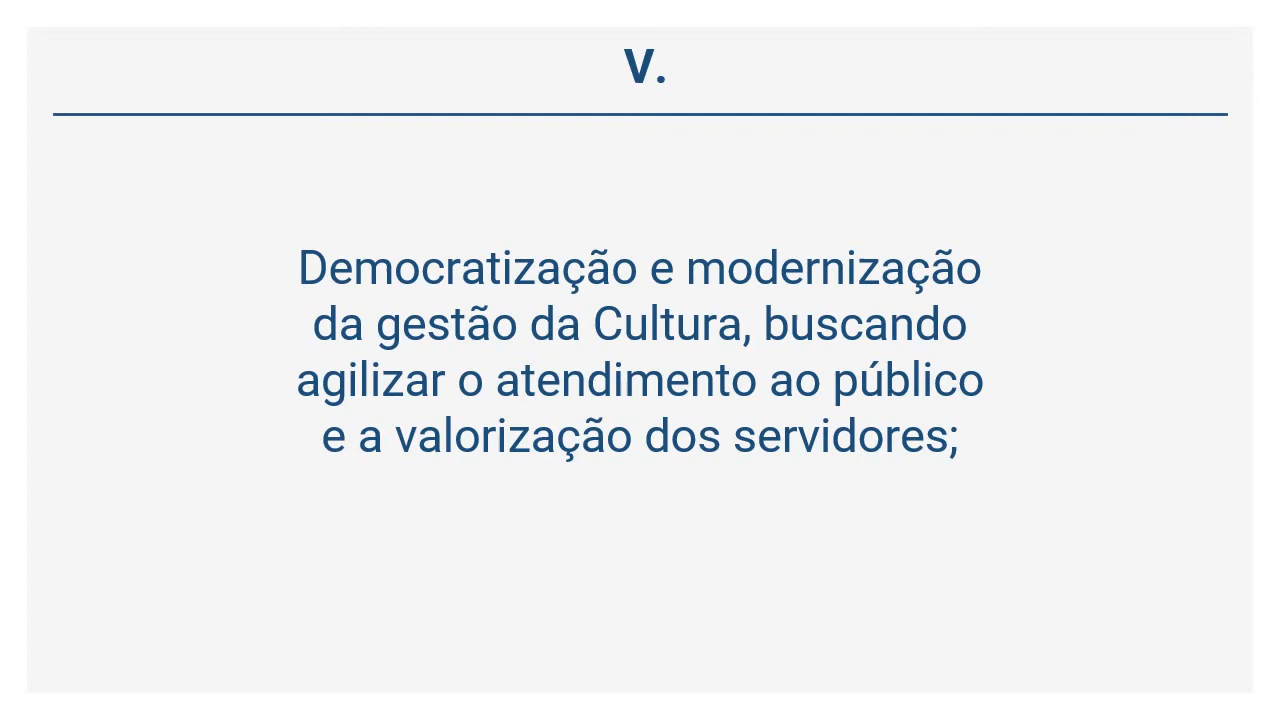 V.
Democratização e modernização
da gestão da Cultura, buscando
agilizar o atendimento ao público
e a valorização dos servidores;